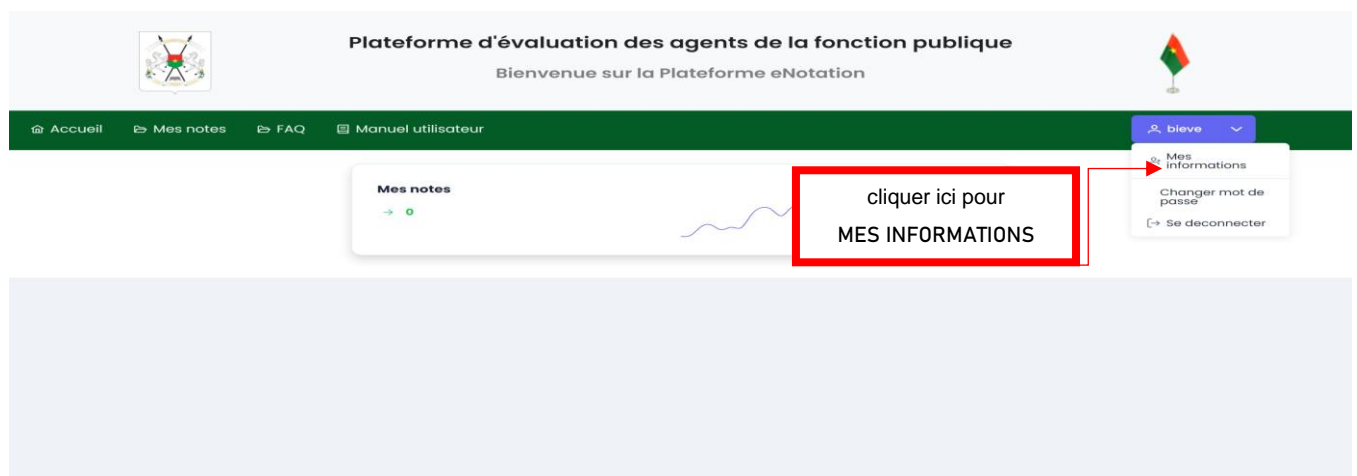 Plateforme d'évaluation des agents de la fonction publique
Bienvenue sur la Plateforme eNotation
Accueil Mes notes FAQ Manuel utilisateur
bieve
Mes
informations
Changer mot de
passe
Se deconnecter
Mes notes
→ 0
cliquer ici pour
MES INFORMATIONS